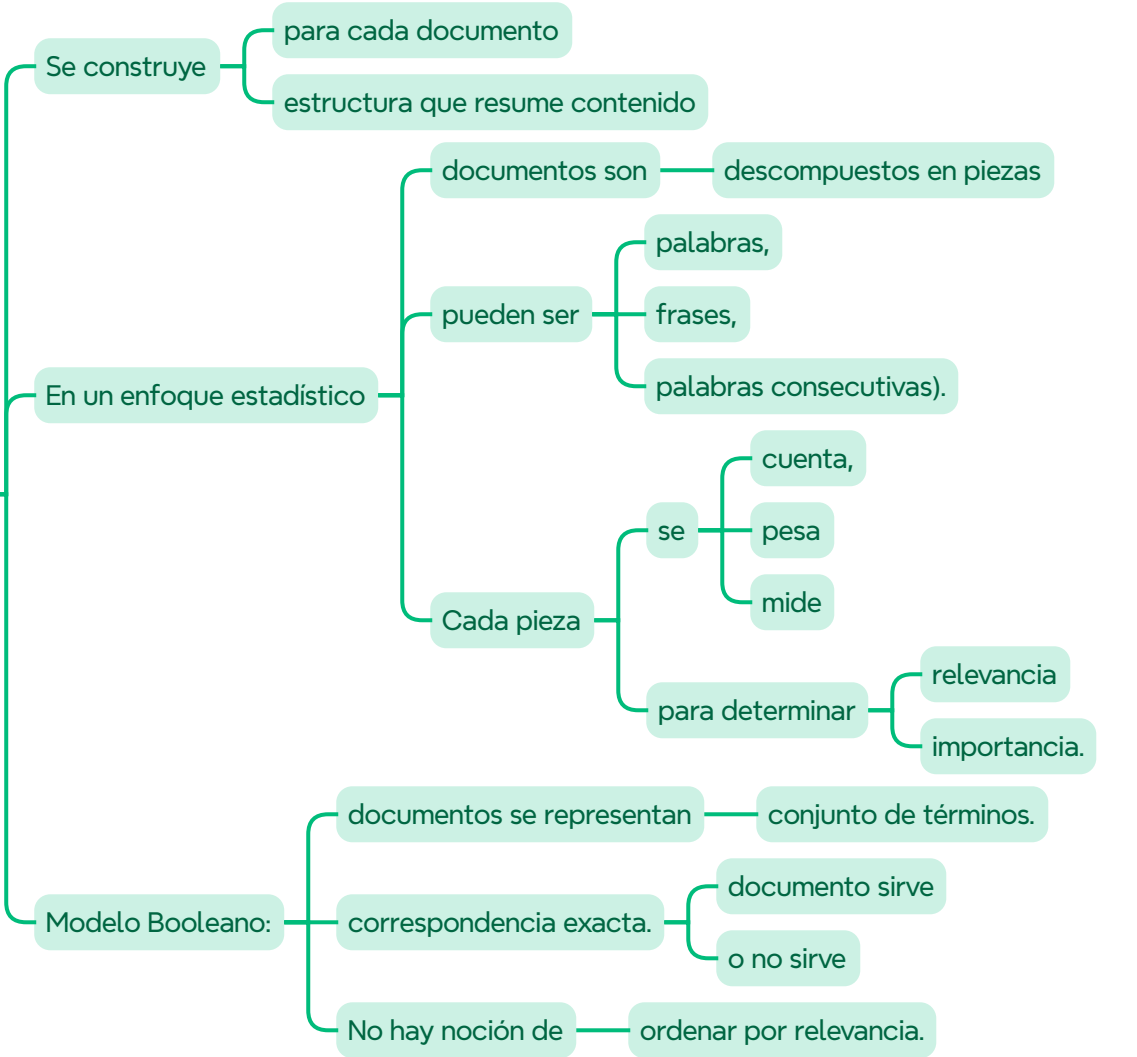 Se construye
para cada documento
estructura que resume contenido
En un enfoque estadístico
documentos son
descompuestos en piezas
pueden ser
palabras,
frases,
palabras consecutivas).
Cada pieza
se
cuenta,
pesa
mide
para determinar
relevancia
importancia.
Modelo Booleano:
documentos se representan
conjunto de términos.
correspondencia exacta.
documento sirve
o no sirve
No hay noción de
ordenar por relevancia.